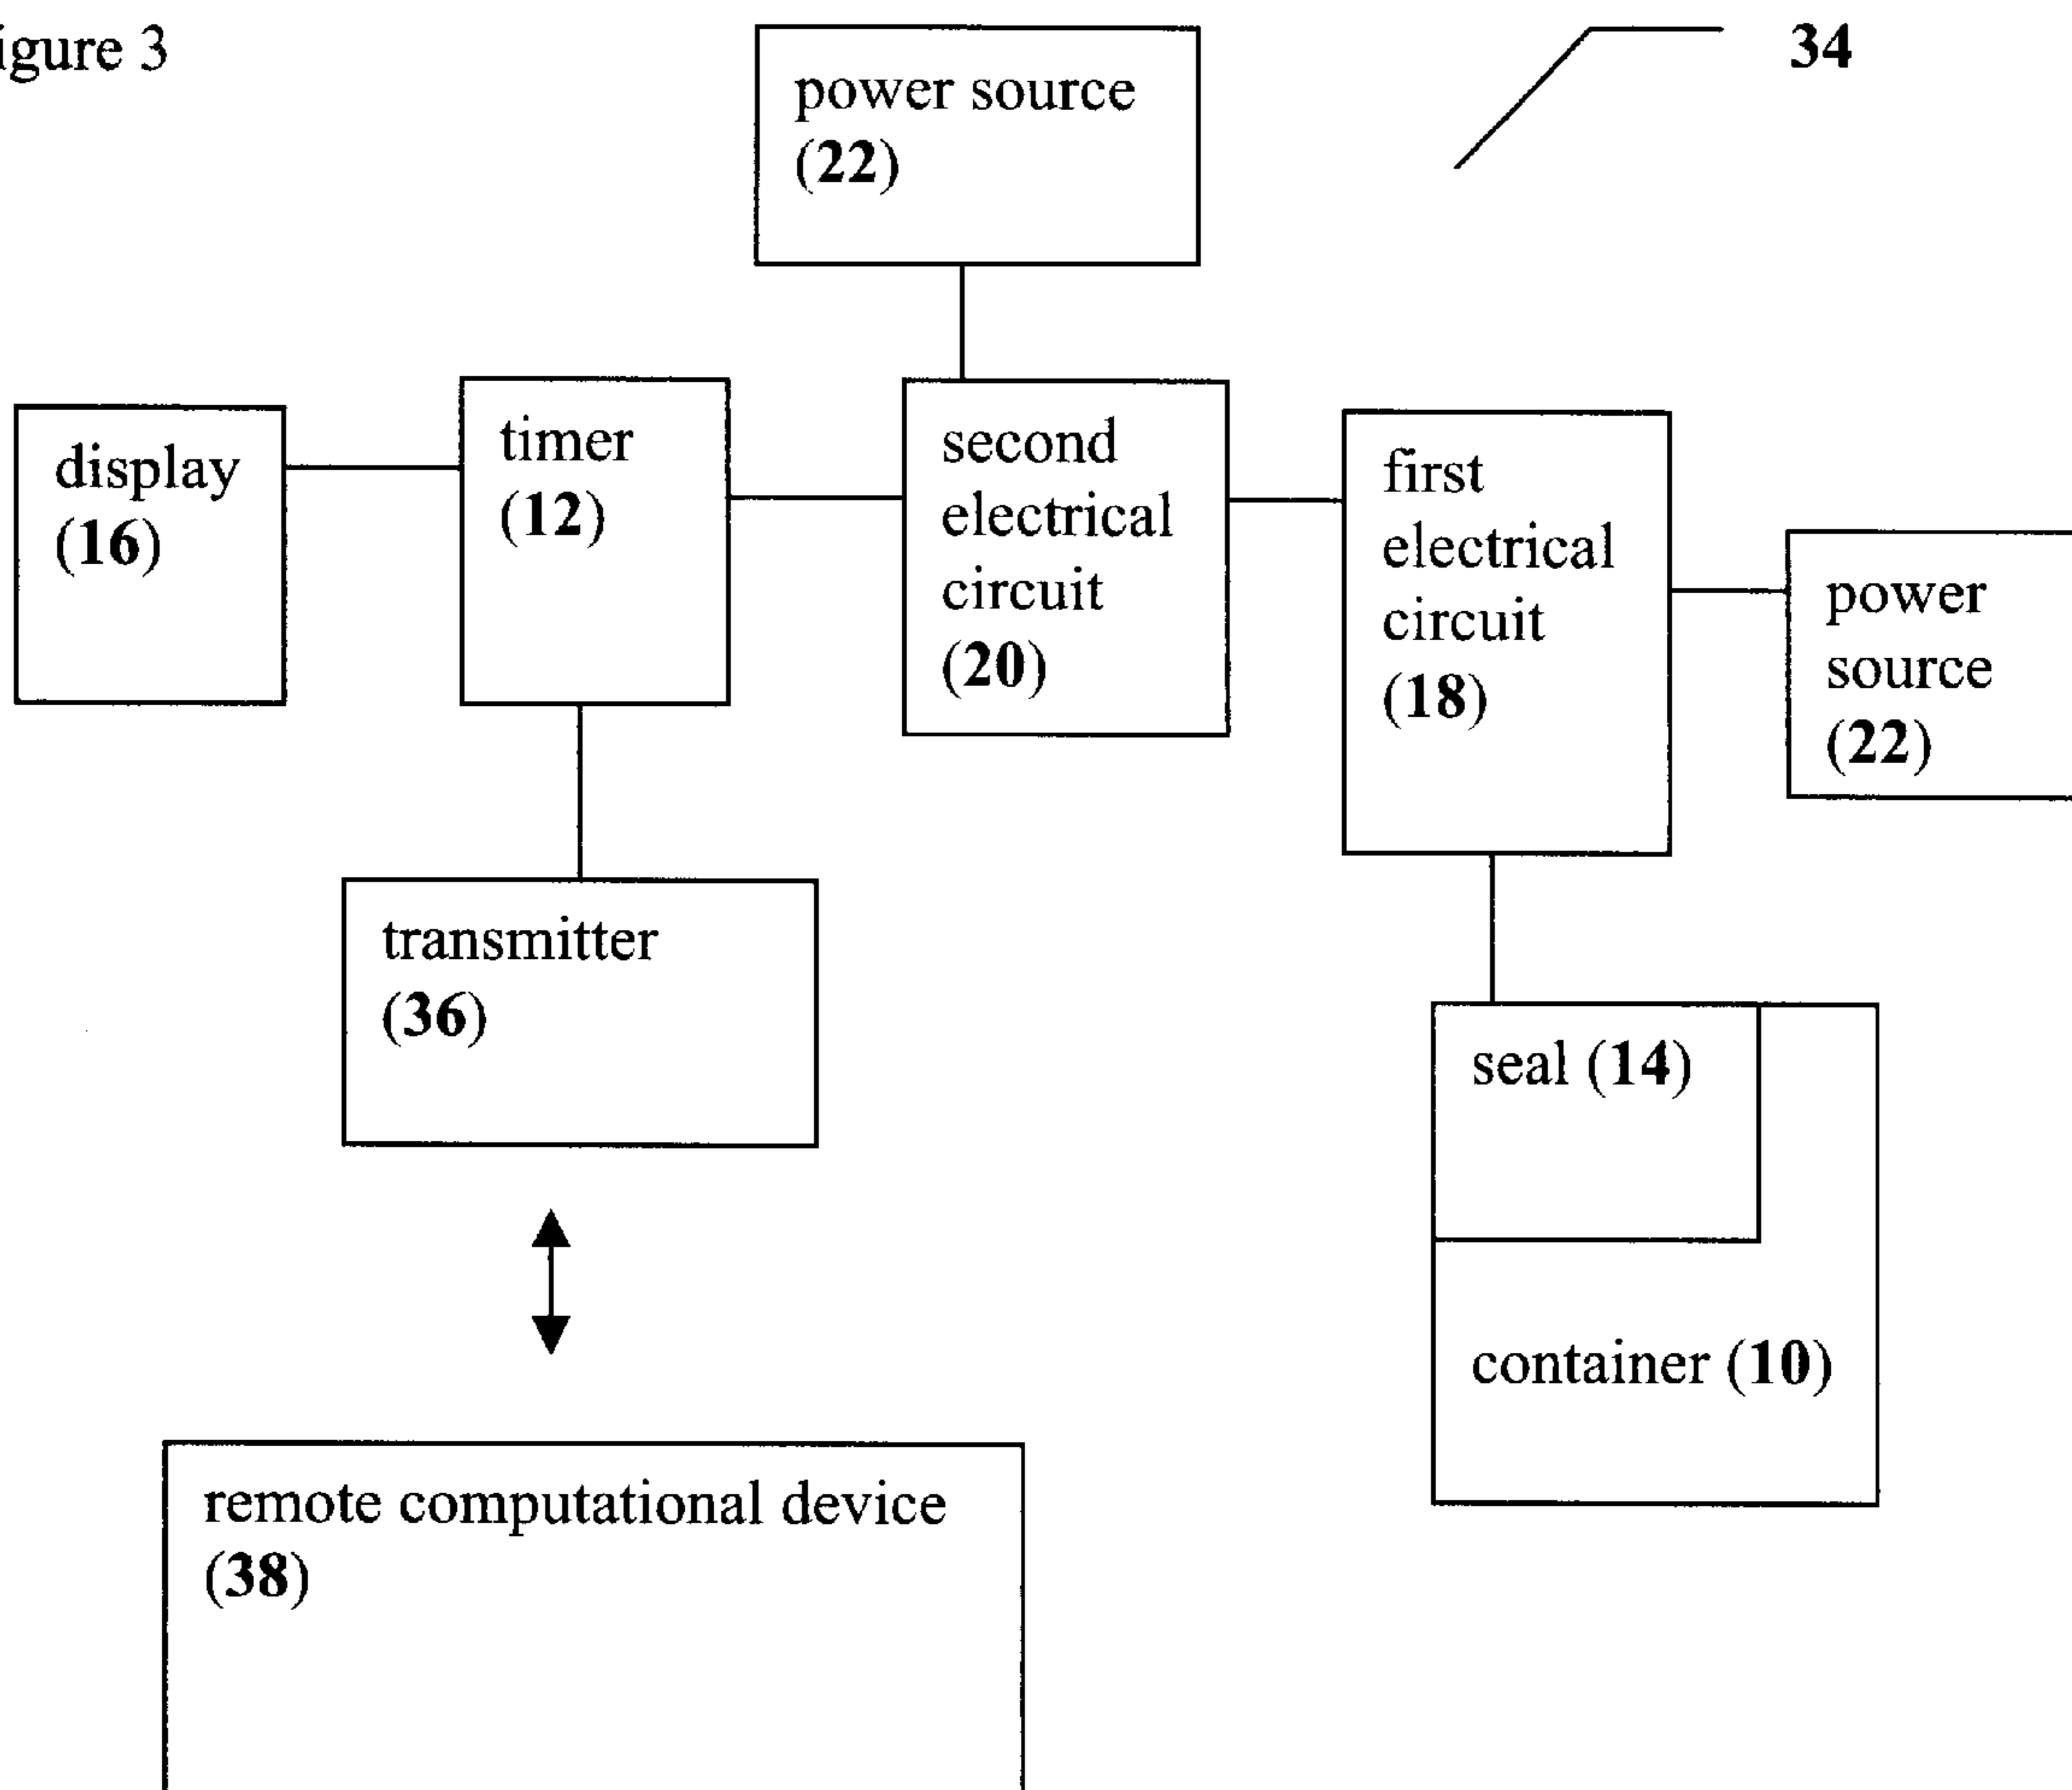 igure 3
34
power source
(22)
display
(16)
timer
(12)
second
electrical
circuit
(20)
first
electrical
circuit
(18)
power
source
(22)
transmitter
(36)
seal (14)
container (10)
remote computational device
(38)